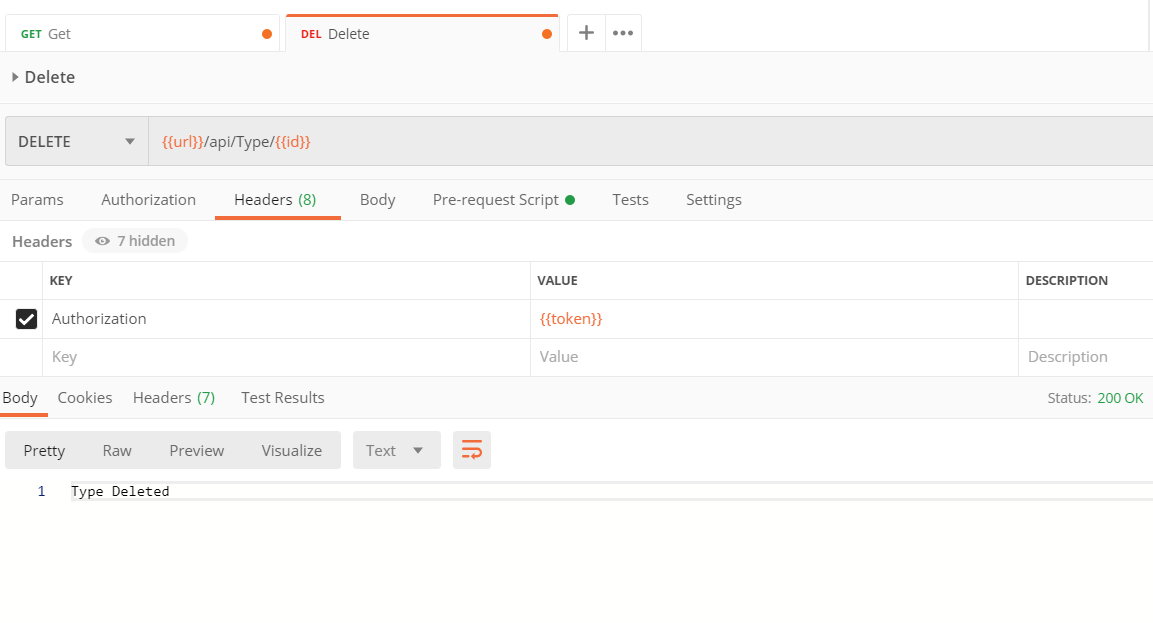 GET Get
DEL Delete
Delete
DELETE {{url}}/api/Type/{{id}}
Params Authorization Headers (8) Body Pre-request Script Tests Settings
Headers 7 hidden
KEY VALUE DESCRIPTION
Authorization {{token}}
Key Value Description
Body Cookies Headers (7) Test Results Status: 200 OK
Pretty Raw Preview Visualize Text
1 Type Deleted